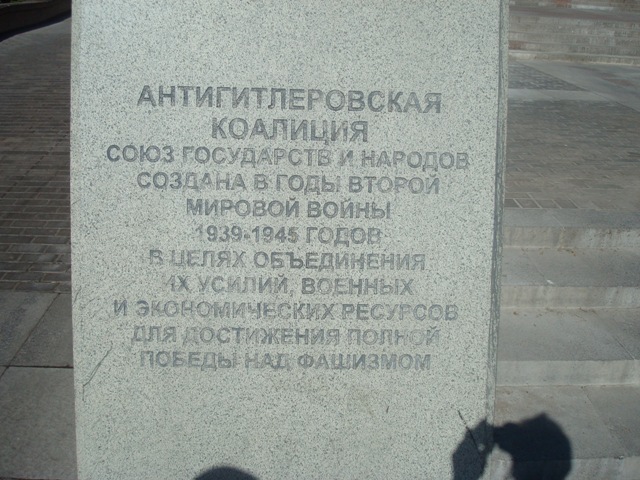 АНТИГИТЛЕРОВСКАЯ
КОАЛИЦИЯ
СОЮЗ ГОСУДАРСТВ И НАРОДОВ
СОЗДАНА В ГОДЫ ВТОРОЙ
МИРОВОЙ ВОЙНЫ
1939-1945 ГОДОВ
В ЦЕЛЯХ ОБЪЕДИНЕНИЯ
ИХ УСИЛИЙ, ВОЕННЫХ
И ЭКОНОМИЧЕСКИХ РЕСУРСОВ
ДЛЯ ДОСТИЖЕНИЯ ПОЛНОЙ
ПОБЕДЫ НАД ФАШИЗМОМ